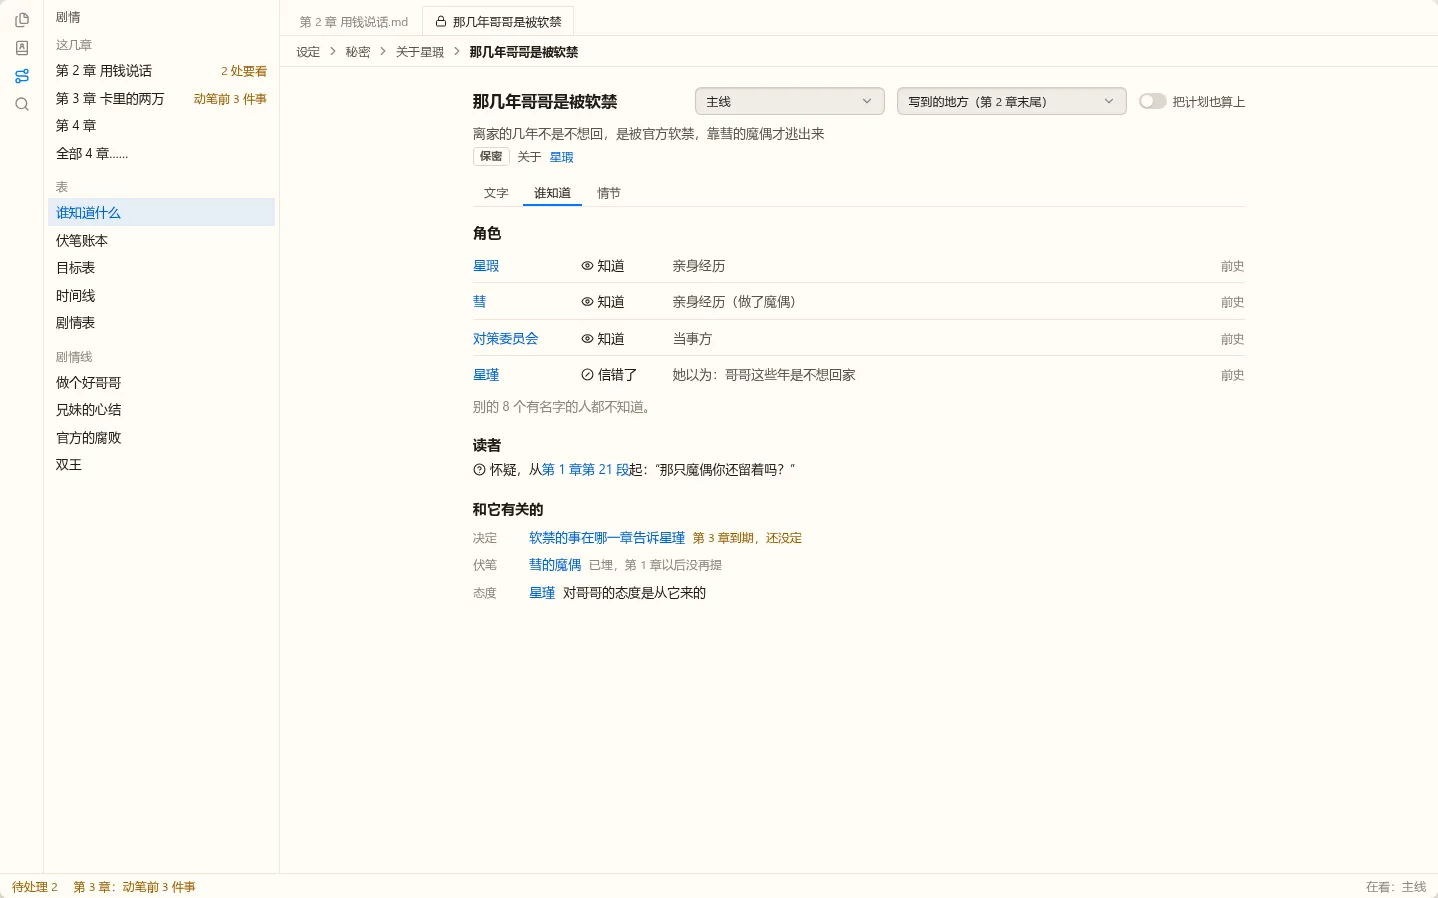 剧情
这几章
第 2 章 用钱说话 2 处要看
第 3 章 卡里的两万 动笔前 3 件事
第 4 章
全部 4 章……
表
谁知道什么
伏笔账本
目标表
时间线
剧情表
剧情线
做个好哥哥
兄妹的心结
官方的腐败
双王
第 2 章 用钱说话.md 那几年哥哥是被软禁
设定 > 秘密 > 关于星瑕 > 那几年哥哥是被软禁
那几年哥哥是被软禁 主线 写到的地方（第 2 章末尾） 把计划也算上
离家的几年不是不想回，是被官方软禁，靠彗的魔偶才逃出来
保密 关于 星瑕
文字 谁知道 情节
角色
星瑕 知道 亲身经历 前史
彗 知道 亲身经历（做了魔偶） 前史
对策委员会 知道 当事方 前史
星瑾 信错了 她以为：哥哥这些年是不想回家 前史
别的 8 个有名字的人都不知道。
读者
怀疑，从第 1 章第 21 段起：“那只魔偶你还留着吗？”
和它有关的
决定 软禁的事在哪一章告诉星瑾 第 3 章到期，还没定
伏笔 彗的魔偶 已埋，第 1 章以后没再提
态度 星瑾 对哥哥的态度是从它来的
待处理 2 第 3 章：动笔前 3 件事
在看：主线